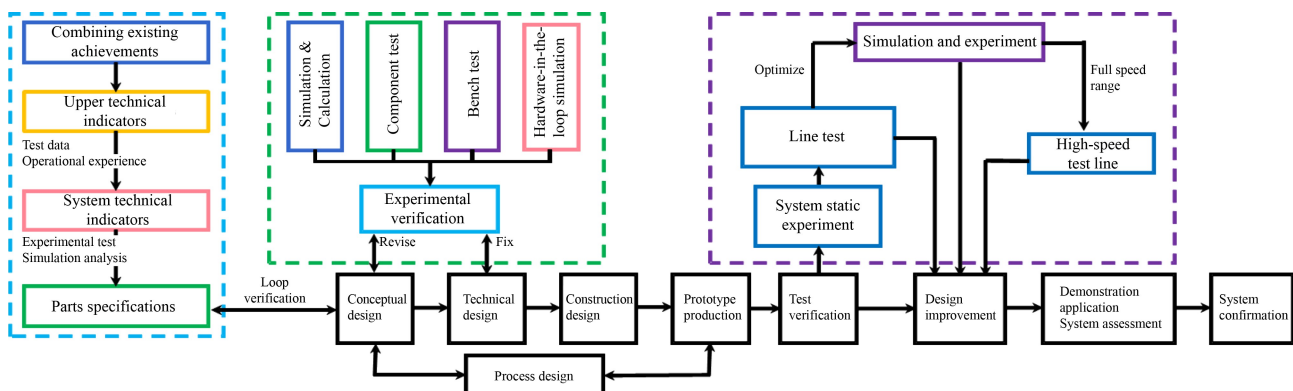 Combining existing
achievements
Upper technical
indicators
Test data
Operational experience
System technical
indicators
Experimental test
Simulation analysis
Parts specifications
Loop
verification
Simulation &
Calculation
Component test
Bench test
Hardware-in-the-
loop simulation
Experimental
verification
Revise
Fix
Conceptual
design
Technical
design
Construction
design
Prototype
production
Test
verification
Design
improvement
Demonstration
application
System assessment
System
confirmation
Process design
Simulation and experiment
Optimize
Full speed
range
Line test
High-speed
test line
System static
experiment